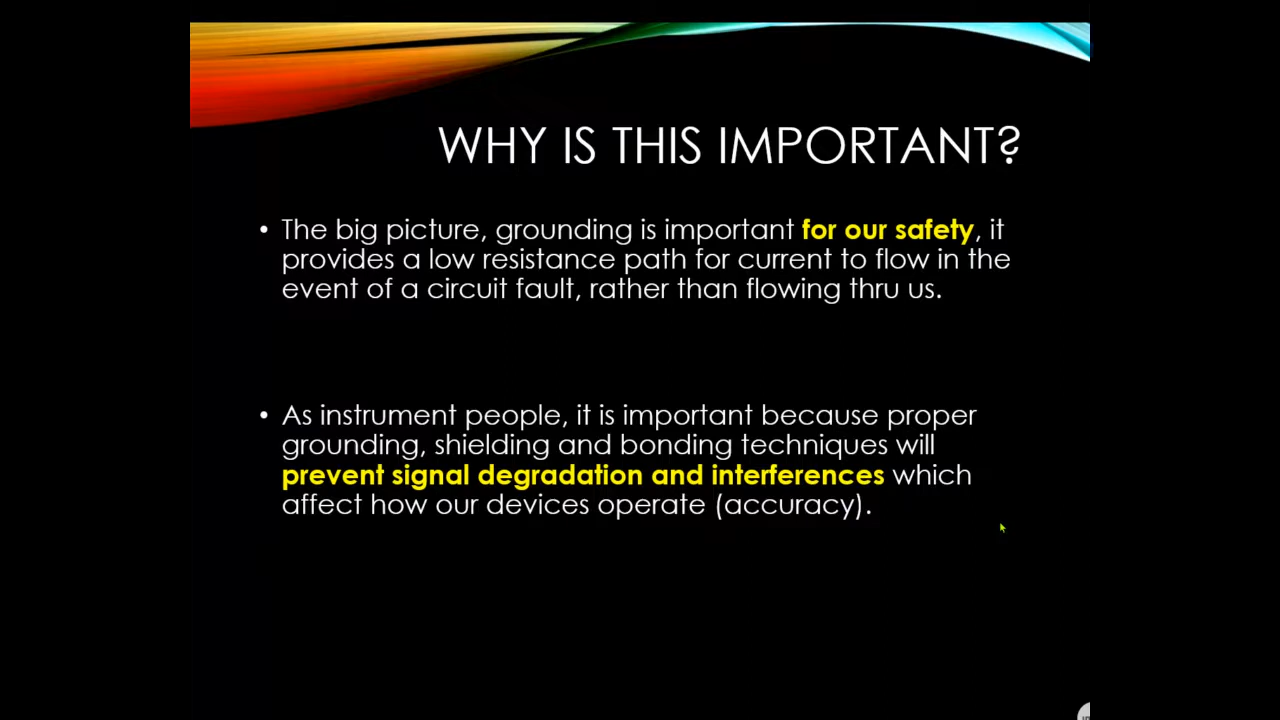 WHY IS THIS IMPORTANT?
• The big picture, grounding is important for our safety, it
provides a low resistance path for current to flow in the
event of a circuit fault, rather than flowing thru us.
• As instrument people, it is important because proper
grounding, shielding and bonding techniques will
prevent signal degradation and interferences which
affect how our devices operate (accuracy).